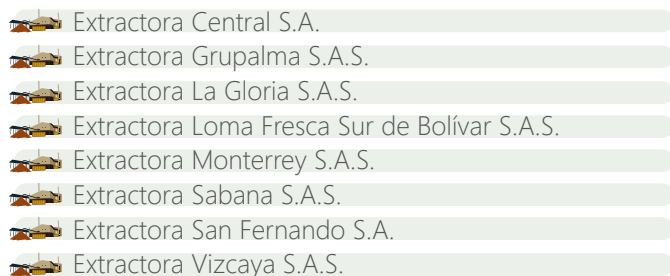 Extractora Central S.A.
Extractora Grupalma S.A.S.
Extractora La Gloria S.A.S.
Extractora Loma Fresca Sur de Bolívar S.A.S.
Extractora Monterrey S.A.S.
Extractora Sabana S.A.S.
Extractora San Fernando S.A.
Extractora Vizcaya S.A.S.